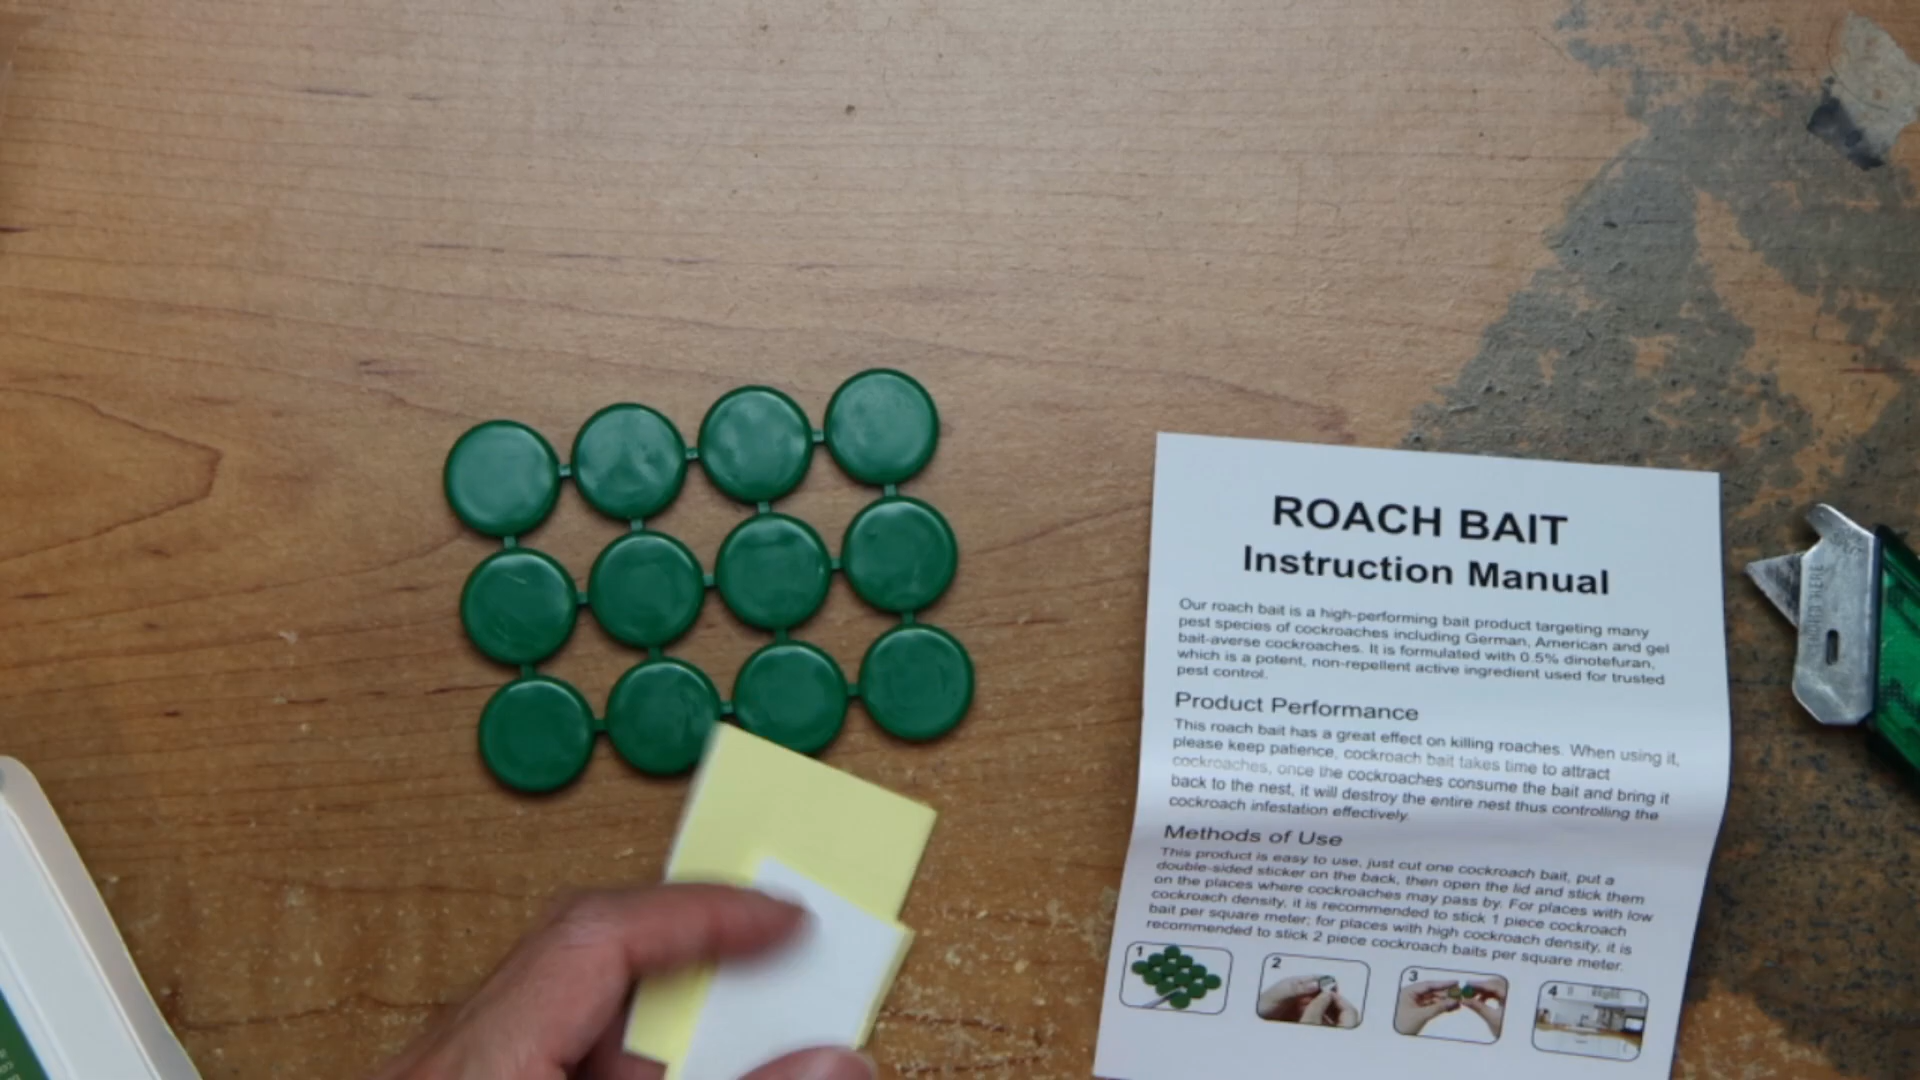 ROACH BAIT
Instruction Manual
Our roach bait is a high-performing bait product targeting many
pest species of cockroaches including German, American and gel
bait-averse cockroaches. It is formulated with 0.5% dinotefuran,
which is a potent, non-repellent active ingredient used for trusted
pest control.
Product Performance
This roach bait has a great effect on killing roaches. When using it,
please keep patience, cockroach bait takes time to attract
cockroaches, once the cockroaches consume the bait and bring it
back to the nest, it will destroy the entire nest thus controlling the
cockroach infestation effectively.
Methods of Use
This product is easy to use, just cut one cockroach bait, put a
double-sided sticker on the back, then open the lid and stick them
on the places where cockroaches may pass by. For places with low
cockroach density, it is recommended to stick 1 piece cockroach
bait per square meter; for places with high cockroach density, it is
recommended to stick 2 piece cockroach baits per square meter.
1
2
3
4